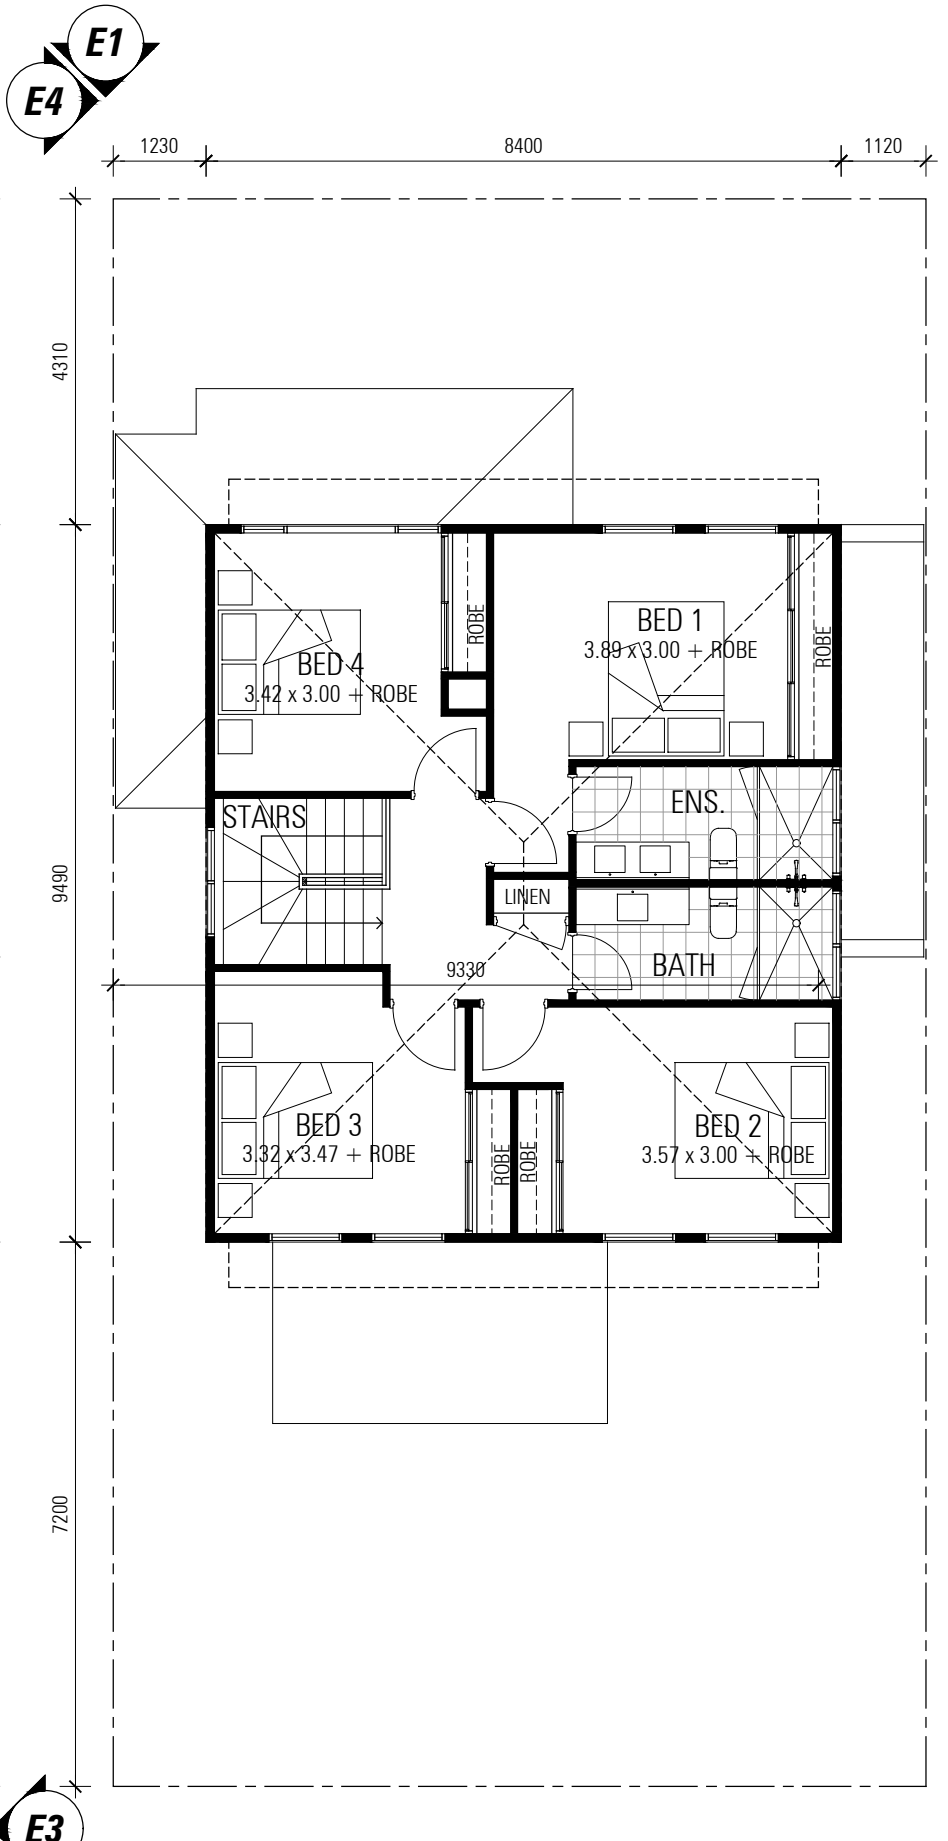 E1
E4
1230
8400
1120
4310
ROBE
BED 1
3.89 x 3.00 + ROBE
ROBE
BED 4
3.42 x 3.00 + ROBE
STAIRS
ENS.
9490
LINEN
BATH
9330
BED 3
3.32 x 3.47 + ROBE
ROBE
ROBE
BED 2
3.57 x 3.00 + ROBE
7200
E3